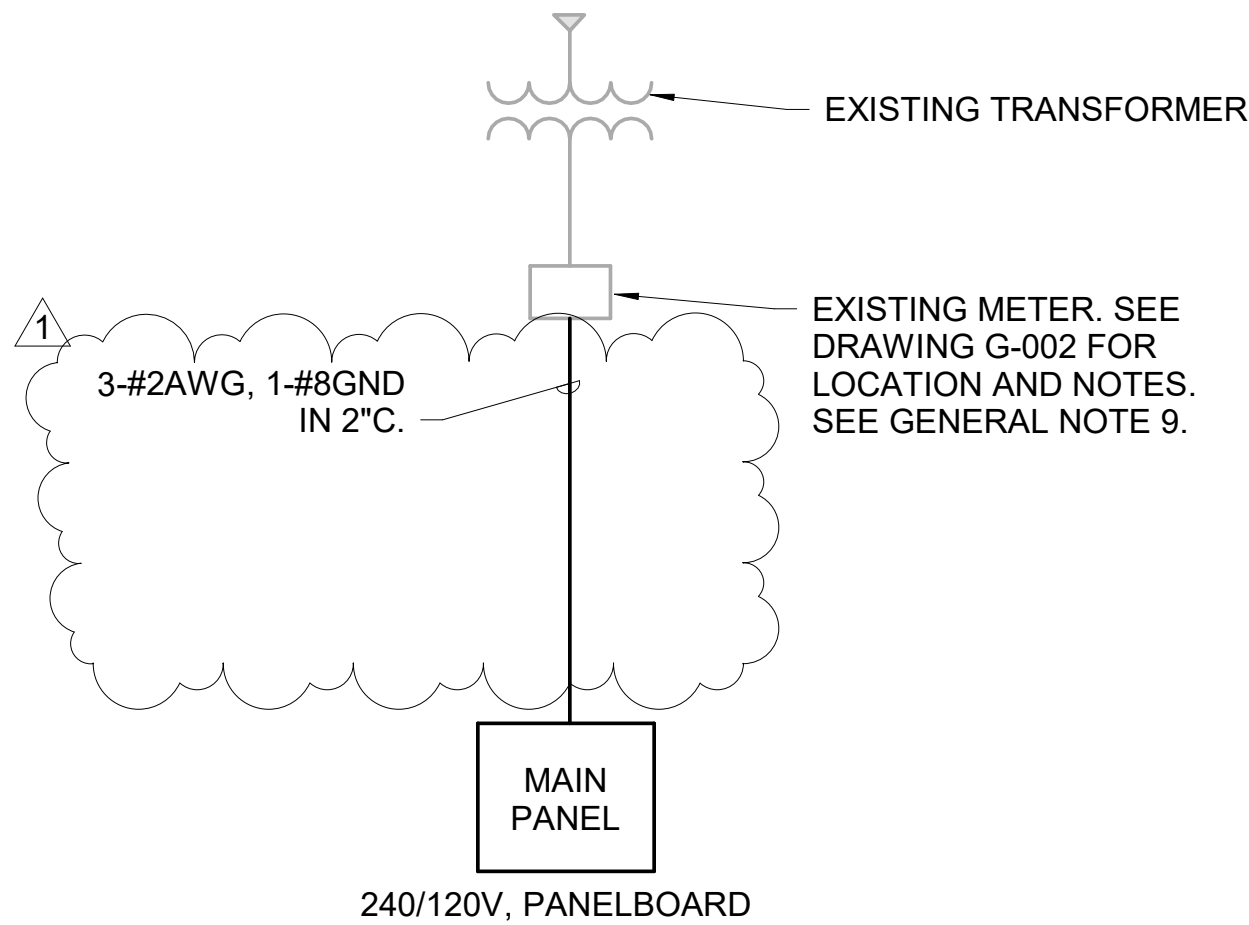 EXISTING TRANSFORMER
1
EXISTING METER. SEE
DRAWING G-002 FOR
LOCATION AND NOTES.
SEE GENERAL NOTE 9.
3-#2AWG, 1-#8GND
IN 2"C.
MAIN
PANEL
240/120V, PANELBOARD